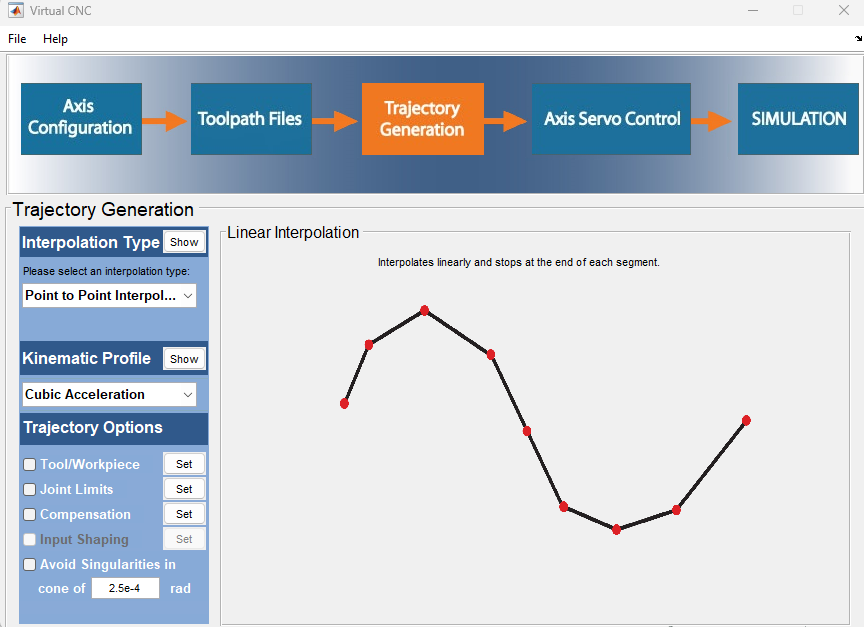 Virtual CNC
File Help
Axis
Configuration
Toolpath Files
Trajectory
Generation
Axis Servo Control
SIMULATION
Trajectory Generation
Interpolation Type
Show
Please select an interpolation type:
Point to Point Interpol...
Kinematic Profile
Show
Cubic Acceleration
Trajectory Options
Tool/Workpiece
Set
Joint Limits
Set
Compensation
Set
Input Shaping
Set
Avoid Singularities in
cone of 2.5e-4 rad
Linear Interpolation
Interpolates linearly and stops at the end of each segment.